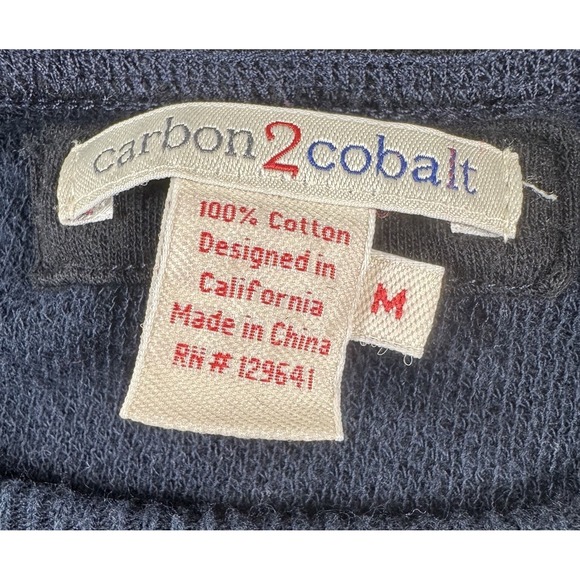 carbon2cobalt
100% Cotton
Designed in
California
Made in China
RN # 129641
M